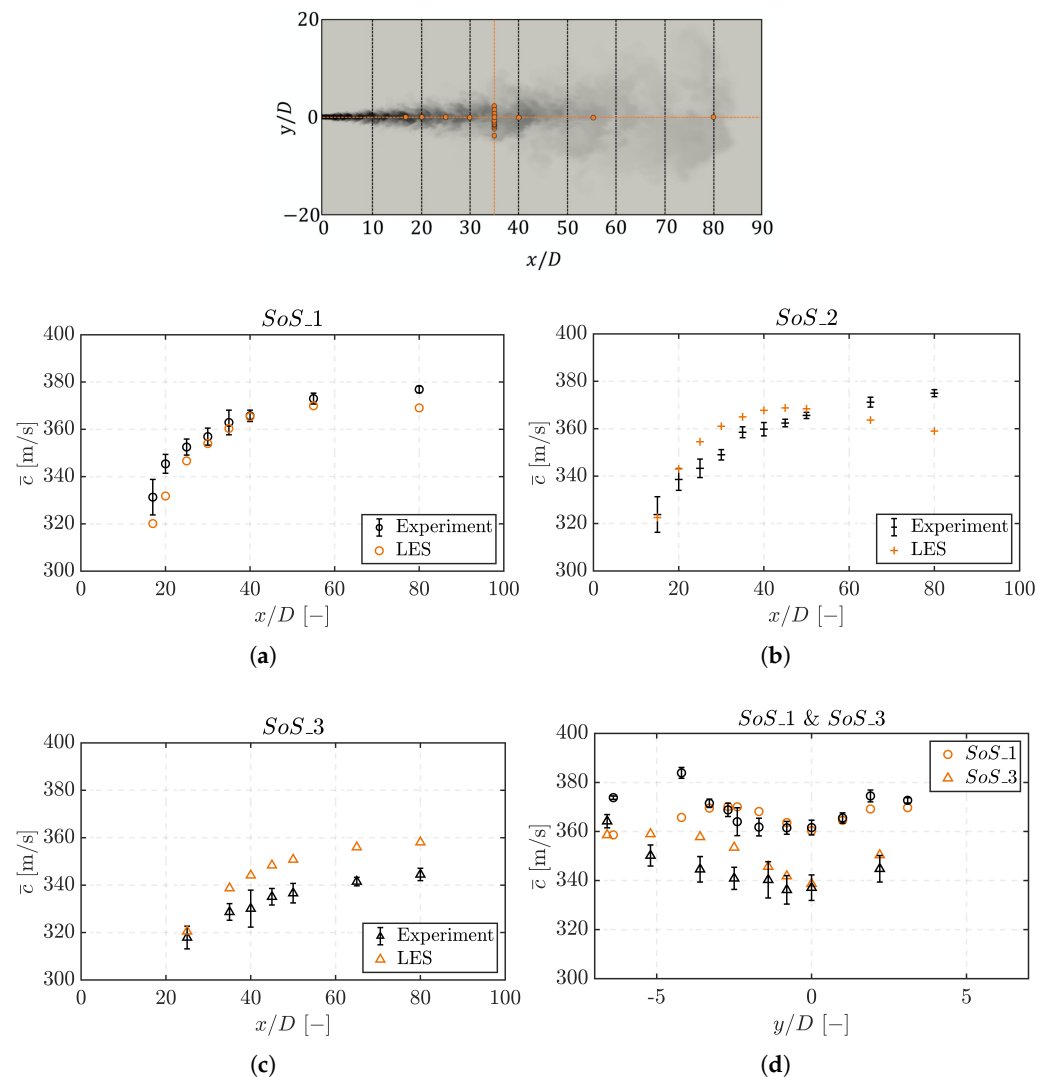 20
y/D
0
−20
0 10 20 30 40 50 60 70 80 90
x/D
SoS_1
400
380
360
340
320
300
c̅ [m/s]
Experiment
LES
0 20 40 60 80 100
x/D [−]
(a)
SoS_2
400
380
360
340
320
300
c̅ [m/s]
Experiment
LES
0 20 40 60 80 100
x/D [−]
(b)
SoS_3
400
380
360
340
320
300
c̅ [m/s]
Experiment
LES
0 20 40 60 80 100
x/D [−]
(c)
SoS_1 & SoS_3
400
380
360
340
320
300
c̅ [m/s]
SoS_1
SoS_3
-5 0 5
y/D [−]
(d)